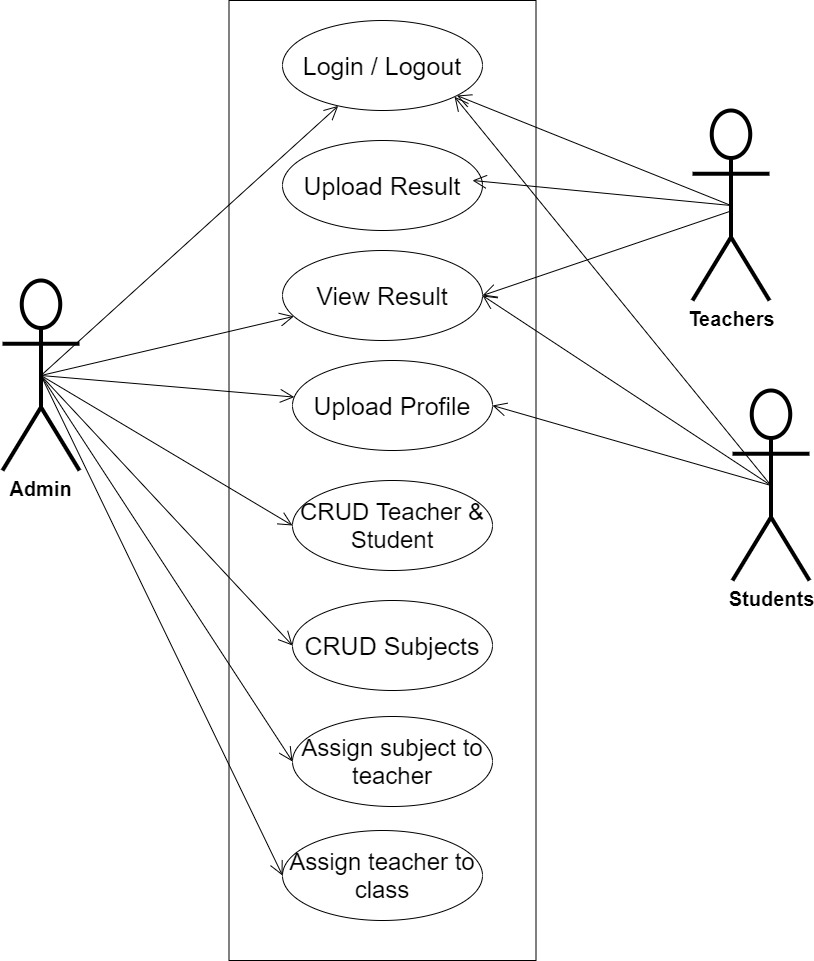 Login / Logout
Upload Result
View Result
Upload Profile
CRUD Teacher &
Student
CRUD Subjects
Assign subject to
teacher
Assign teacher to
class
Admin
Teachers
Students